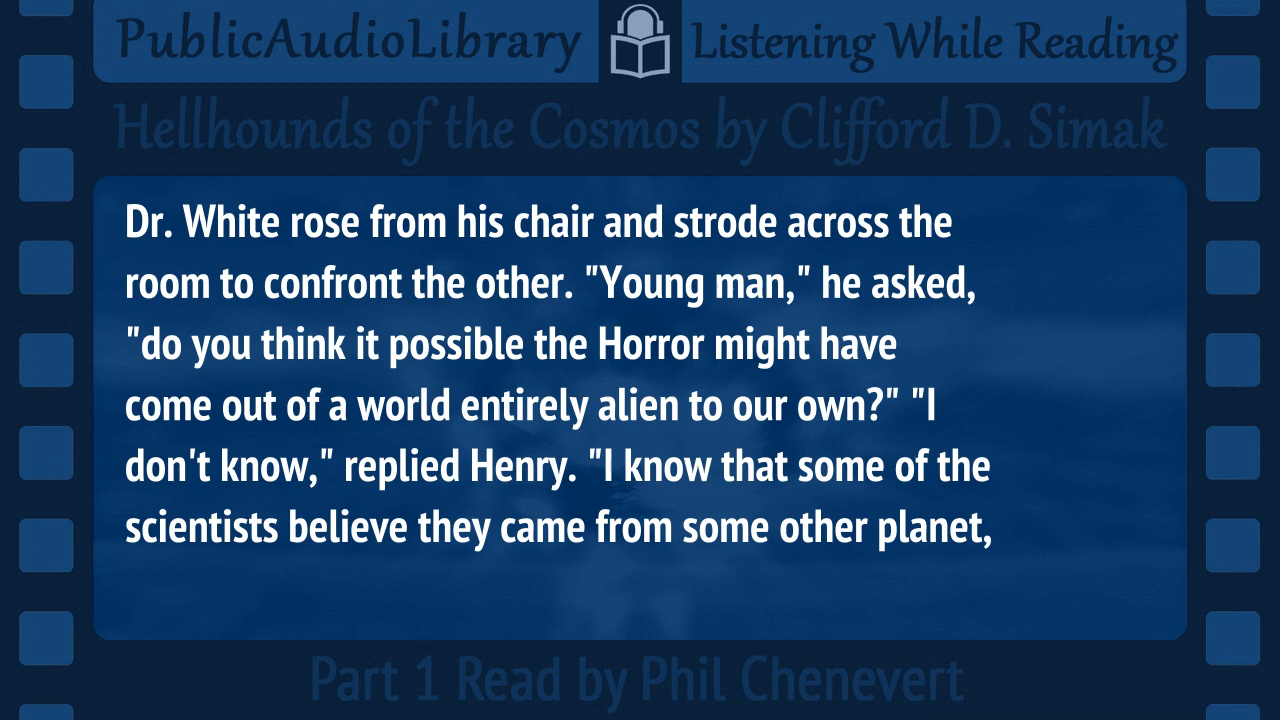 PublicAudioLibrary Listening While Reading
Hellhounds of the Cosmos by Clifford D. Simak
Dr. White rose from his chair and strode across the
room to confront the other. "Young man," he asked,
"do you think it possible the Horror might have
come out of a world entirely alien to our own?" "I
don't know," replied Henry. "I know that some of the
scientists believe they came from some other planet,
Part 1 Read by Phil Chenevert